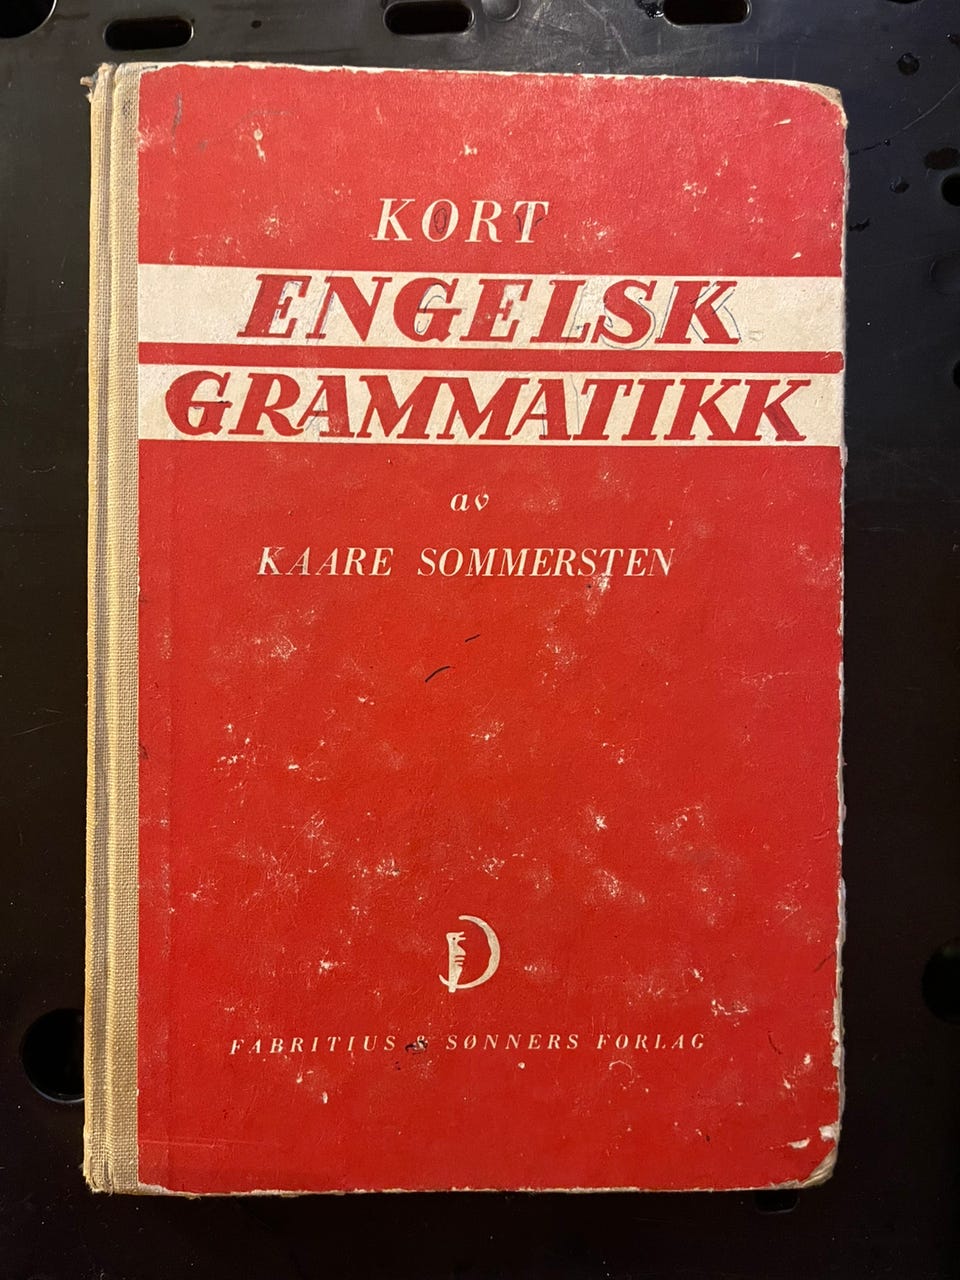 KORT
ENGELSK
GRAMMATIKK
av
KAARE SOMMERSTEN
FABRITIUS & SØNNERS FORLAG